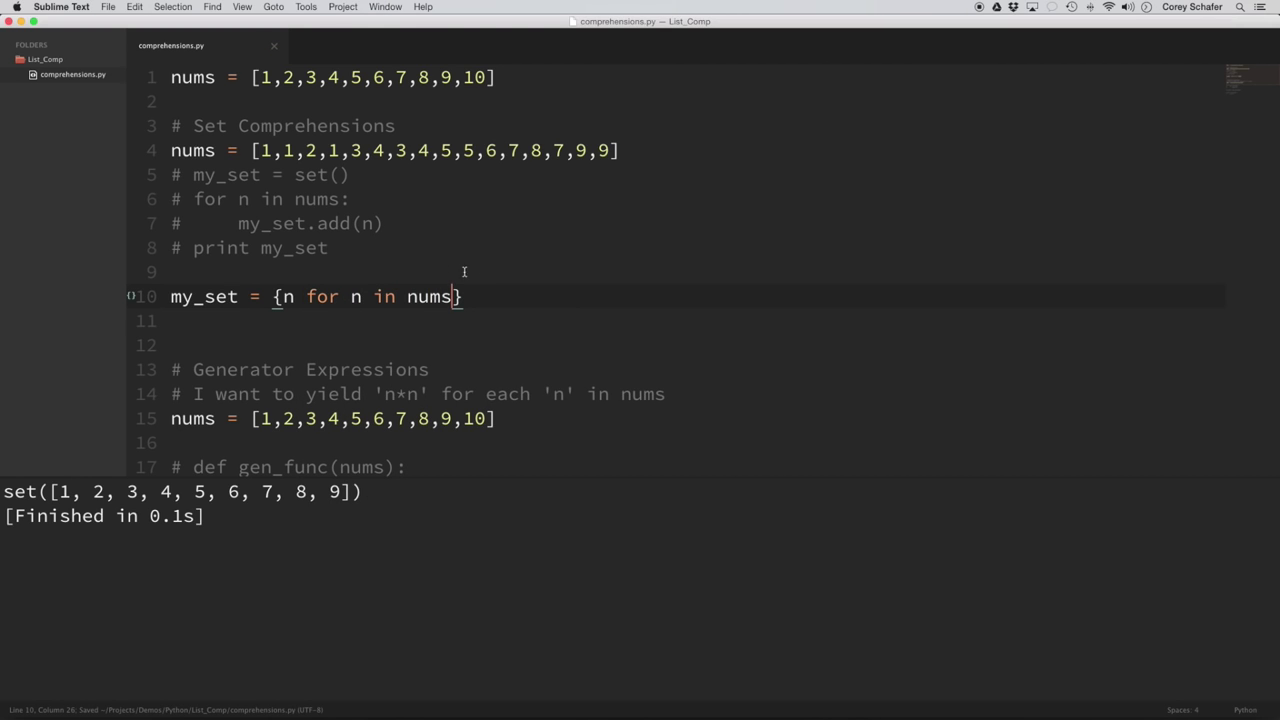 Sublime Text File Edit Selection Find View Goto Tools Project Window Help Corey Schafer
comprehensions.py — List_Comp
FOLDERS
List_Comp
comprehensions.py
comprehensions.py ×
1 nums = [1,2,3,4,5,6,7,8,9,10]
2
3 # Set Comprehensions
4 nums = [1,1,2,1,3,4,3,4,5,5,6,7,8,7,9,9]
5 # my_set = set()
6 # for n in nums:
7 #     my_set.add(n)
8 # print my_set
9
{} 10 my_set = {n for n in nums}
11
12
13 # Generator Expressions
14 # I want to yield 'n*n' for each 'n' in nums
15 nums = [1,2,3,4,5,6,7,8,9,10]
16
17 # def gen_func(nums):
set([1, 2, 3, 4, 5, 6, 7, 8, 9])
[Finished in 0.1s]
Line 10, Column 26; Saved ~/Projects/Demos/Python/List_Comp/comprehensions.py (UTF-8) Spaces: 4 Python